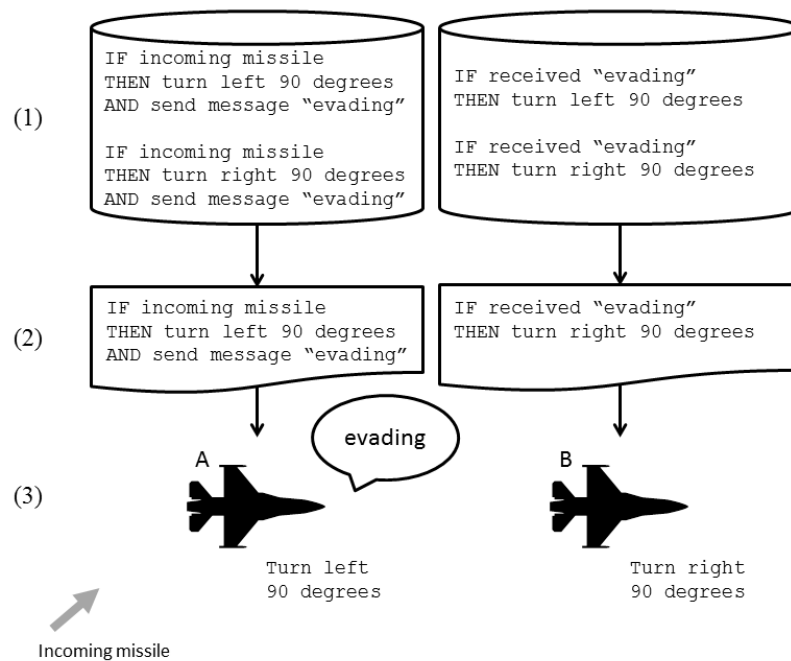 (1)
IF incoming missile
THEN turn left 90 degrees
AND send message “evading”
IF incoming missile
THEN turn right 90 degrees
AND send message “evading”
IF received “evading”
THEN turn left 90 degrees
IF received “evading”
THEN turn right 90 degrees
(2)
IF incoming missile
THEN turn left 90 degrees
AND send message “evading”
IF received “evading”
THEN turn right 90 degrees
(3)
A
evading
B
Turn left
90 degrees
Turn right
90 degrees
Incoming missile